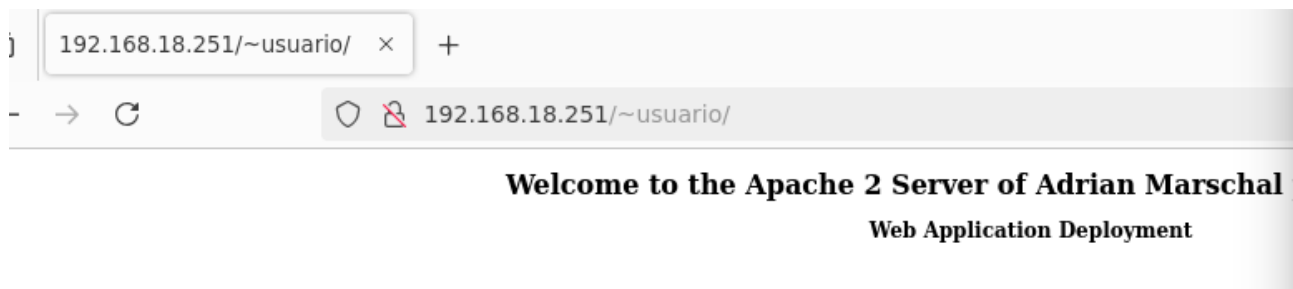 192.168.18.251/~usuario/ × +
192.168.18.251/~usuario/
Welcome to the Apache 2 Server of Adrian Marschal
Web Application Deployment